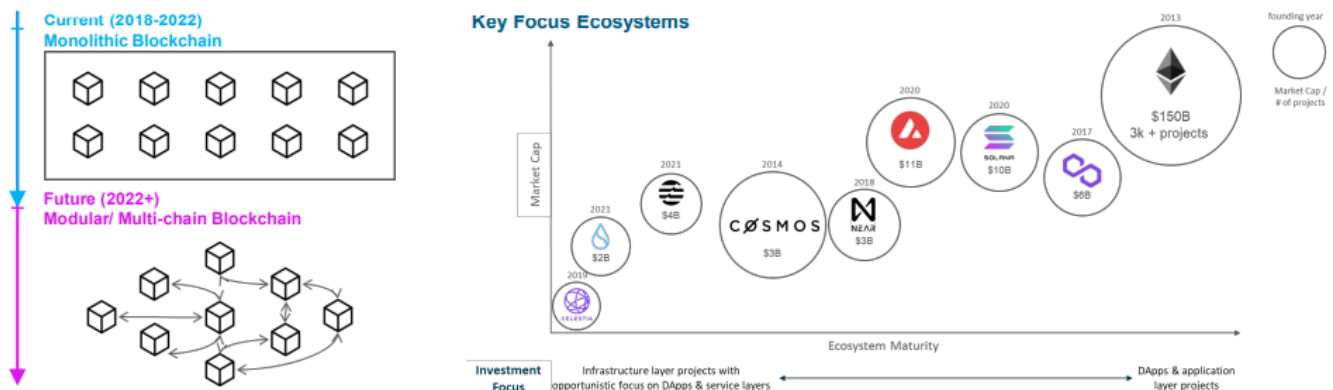 Current (2018-2022)
Monolithic Blockchain
Future (2022+)
Modular/ Multi-chain Blockchain
Key Focus Ecosystems
Market Cap
2019
CELESTIA
2021
$2B
2021
$4B
2014
COSMOS
$3B
2018
NEAR
$3B
2020
$11B
2020
SOLANA
$10B
2017
$6B
2013
$150B
3k + projects
founding year
Market Cap /
# of projects
Ecosystem Maturity
Investment
Focus
Infrastructure layer projects with
opportunistic focus on DApps & service layers
DApps & application
layer projects